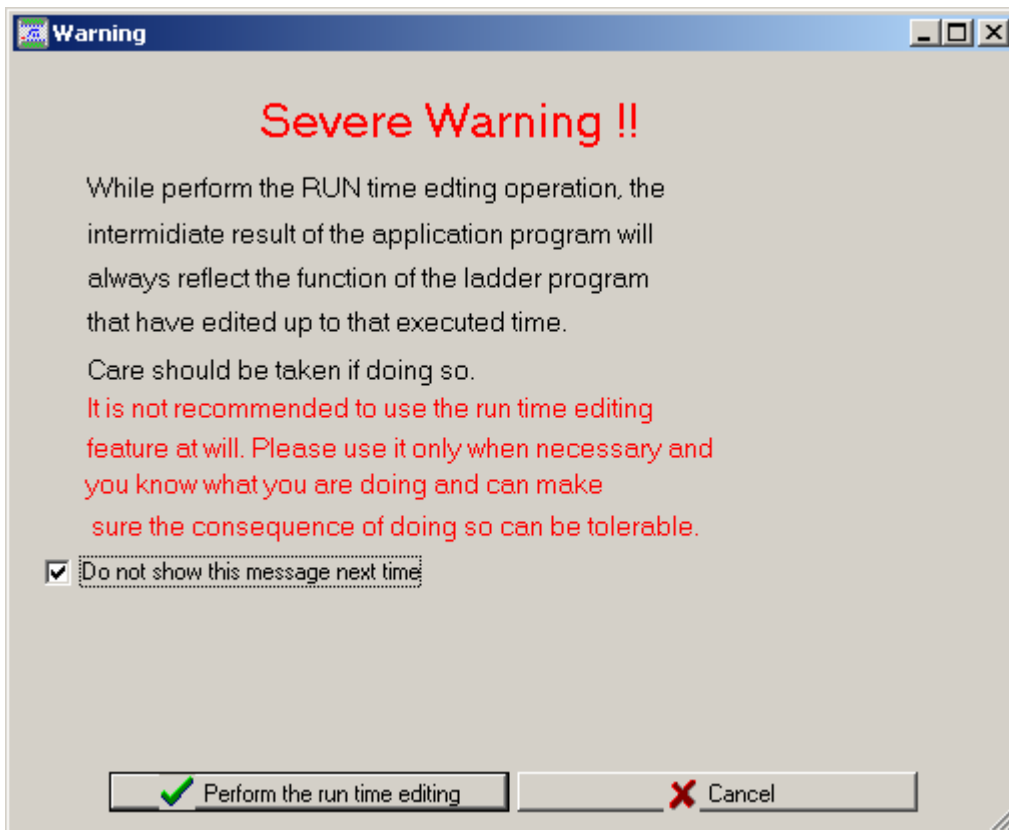 Warning
Severe Warning !!
While perform the RUN time edting operation, the
intermidiate result of the application program will
always reflect the function of the ladder program
that have edited up to that executed time.
Care should be taken if doing so.
It is not recommended to use the run time editing
feature at will. Please use it only when necessary and
you know what you are doing and can make
sure the consequence of doing so can be tolerable.
Do not show this message next time
Perform the run time editing
Cancel